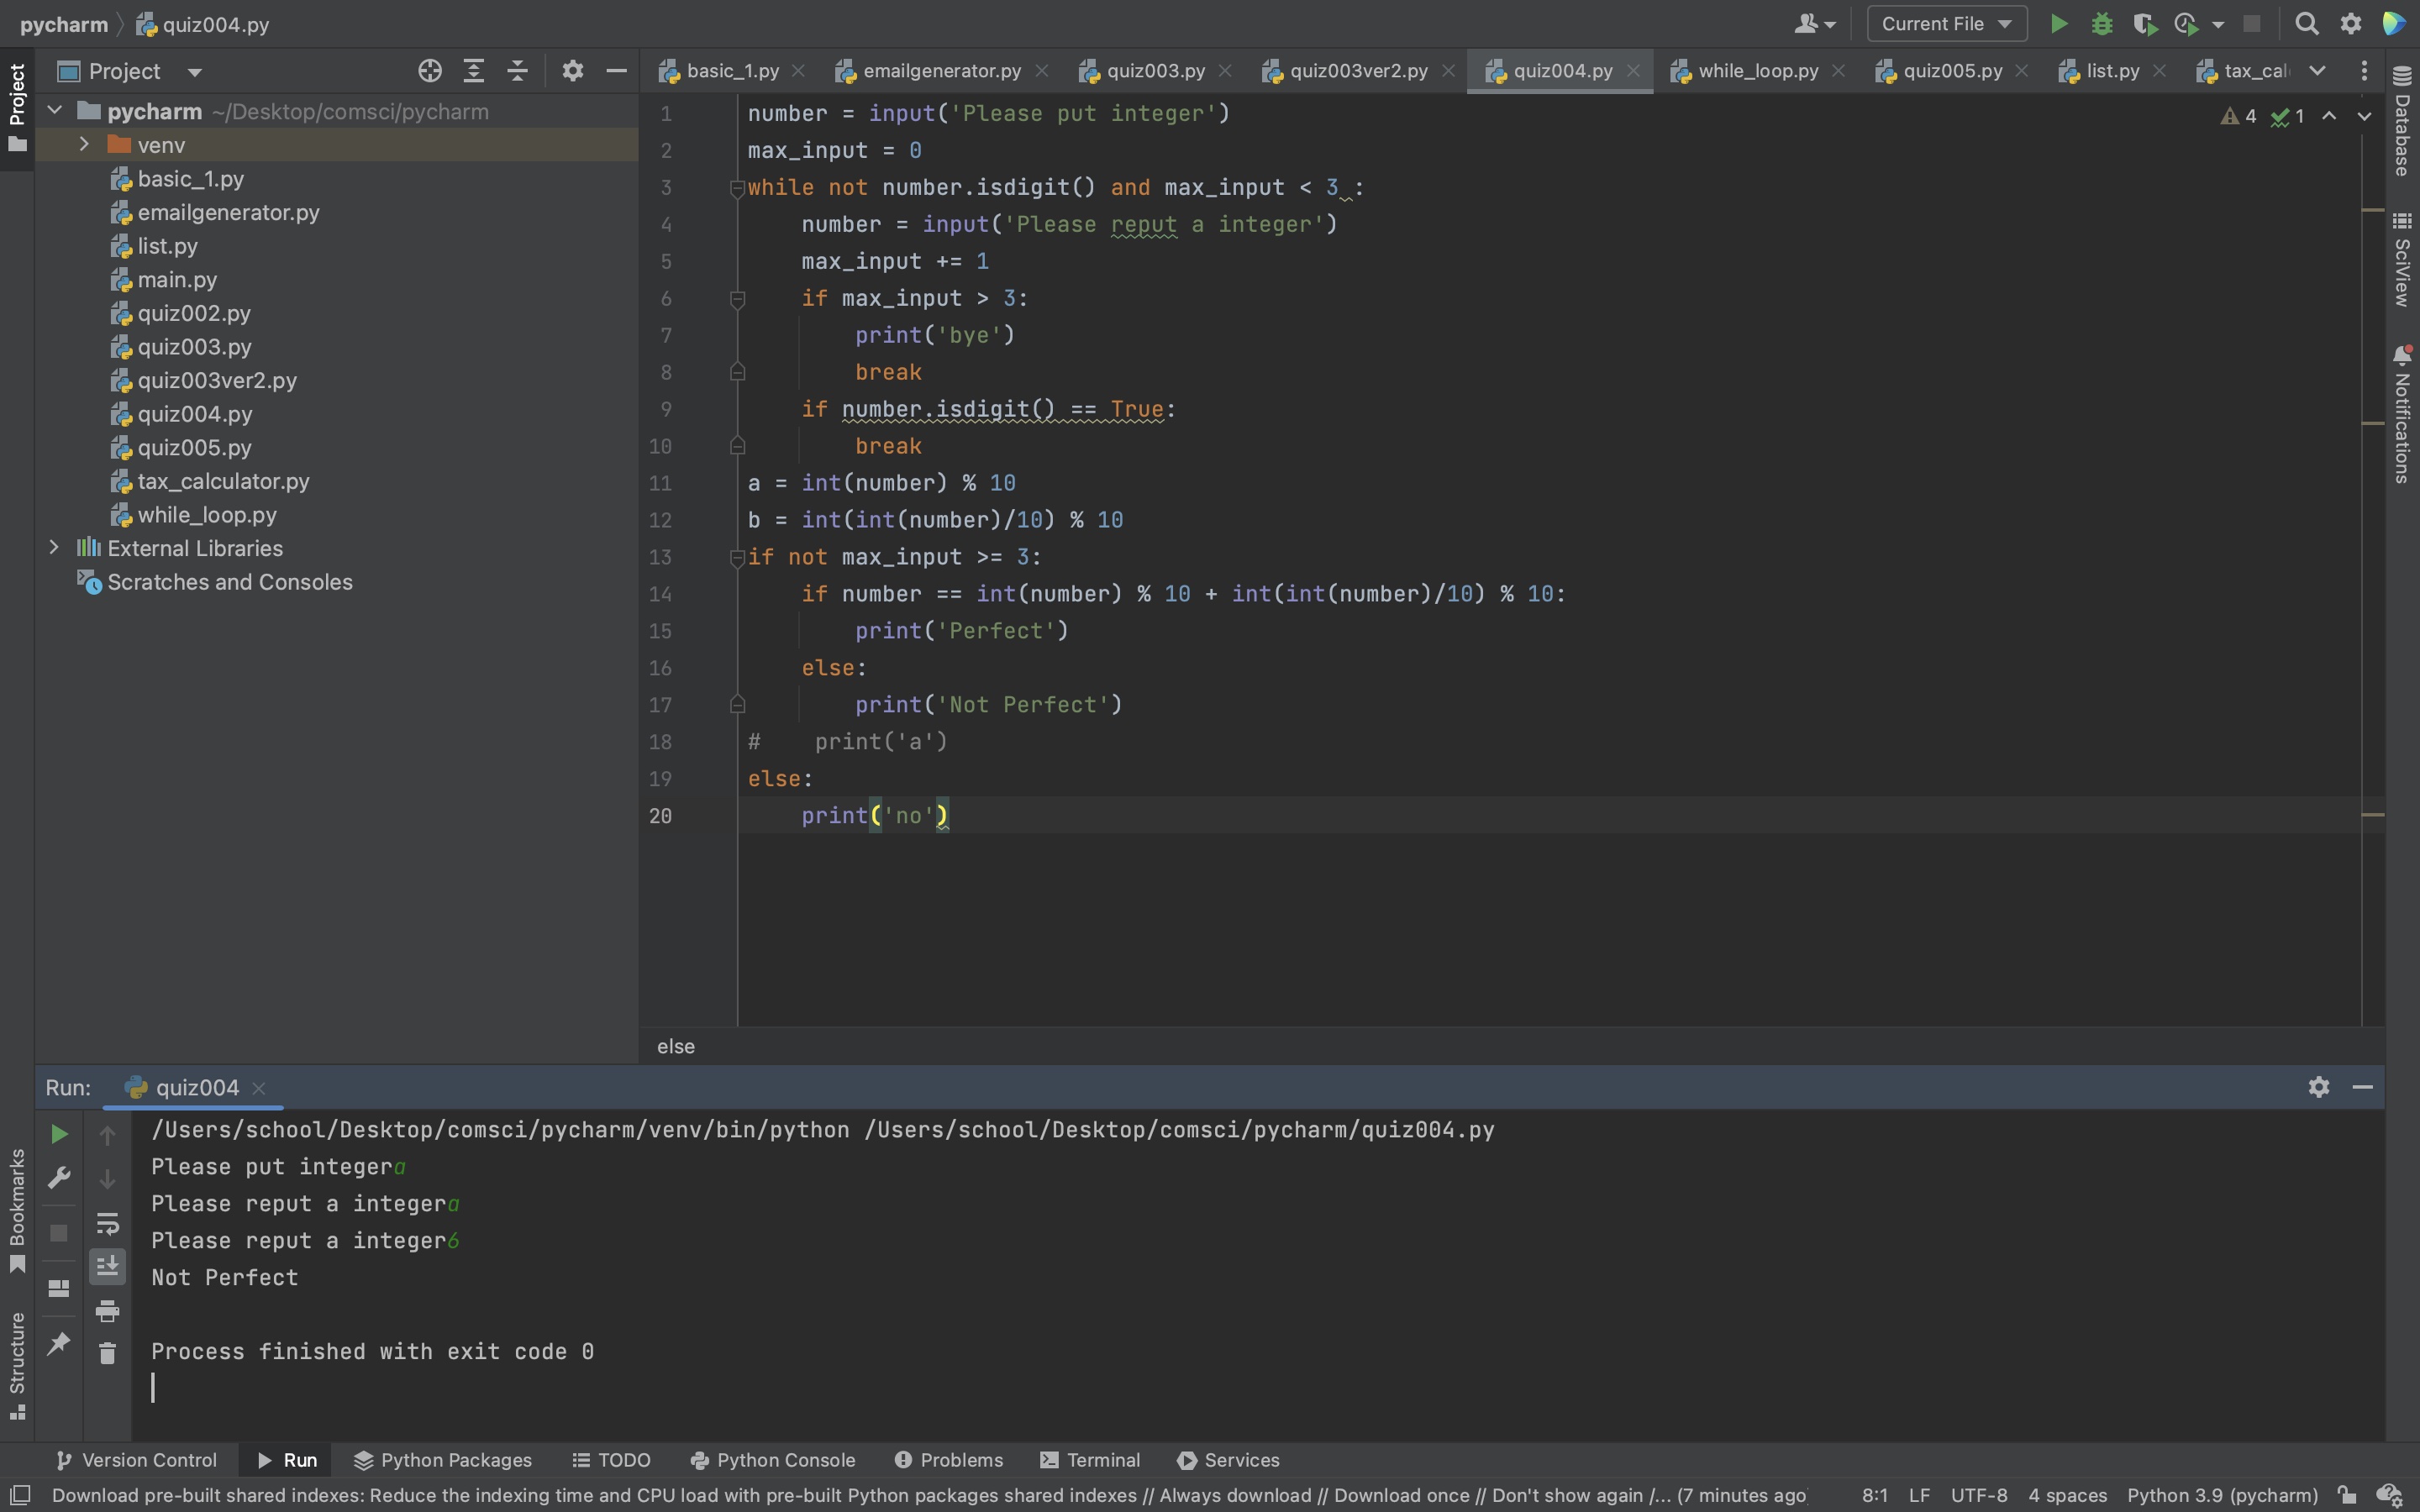 pycharm quiz004.py
Current File
Project
basic_1.py emailgenerator.py quiz003.py quiz003ver2.py quiz004.py while_loop.py quiz005.py list.py tax_cal
Project
pycharm ~/Desktop/comsci/pycharm
venv
basic_1.py
emailgenerator.py
list.py
main.py
quiz002.py
quiz003.py
quiz003ver2.py
quiz004.py
quiz005.py
tax_calculator.py
while_loop.py
External Libraries
Scratches and Consoles
4 1
1 number = input('Please put integer')
2 max_input = 0
3 while not number.isdigit() and max_input < 3 :
4 number = input('Please reput a integer')
5 max_input += 1
6 if max_input > 3:
7 print('bye')
8 break
9 if number.isdigit() == True:
10 break
11 a = int(number) % 10
12 b = int(int(number)/10) % 10
13 if not max_input >= 3:
14 if number == int(number) % 10 + int(int(number)/10) % 10:
15 print('Perfect')
16 else:
17 print('Not Perfect')
18 # print('a')
19 else:
20 print('no')
else
Database
SciView
Notifications
Run: quiz004
/Users/school/Desktop/comsci/pycharm/venv/bin/python /Users/school/Desktop/comsci/pycharm/quiz004.py
Please put integera
Please reput a integera
Please reput a integer6
Not Perfect
Process finished with exit code 0
Bookmarks
Structure
Version Control Run Python Packages TODO Python Console Problems Terminal Services
Download pre-built shared indexes: Reduce the indexing time and CPU load with pre-built Python packages shared indexes // Always download // Download once // Don't show again /... (7 minutes ago) 8:1 LF UTF-8 4 spaces Python 3.9 (pycharm)